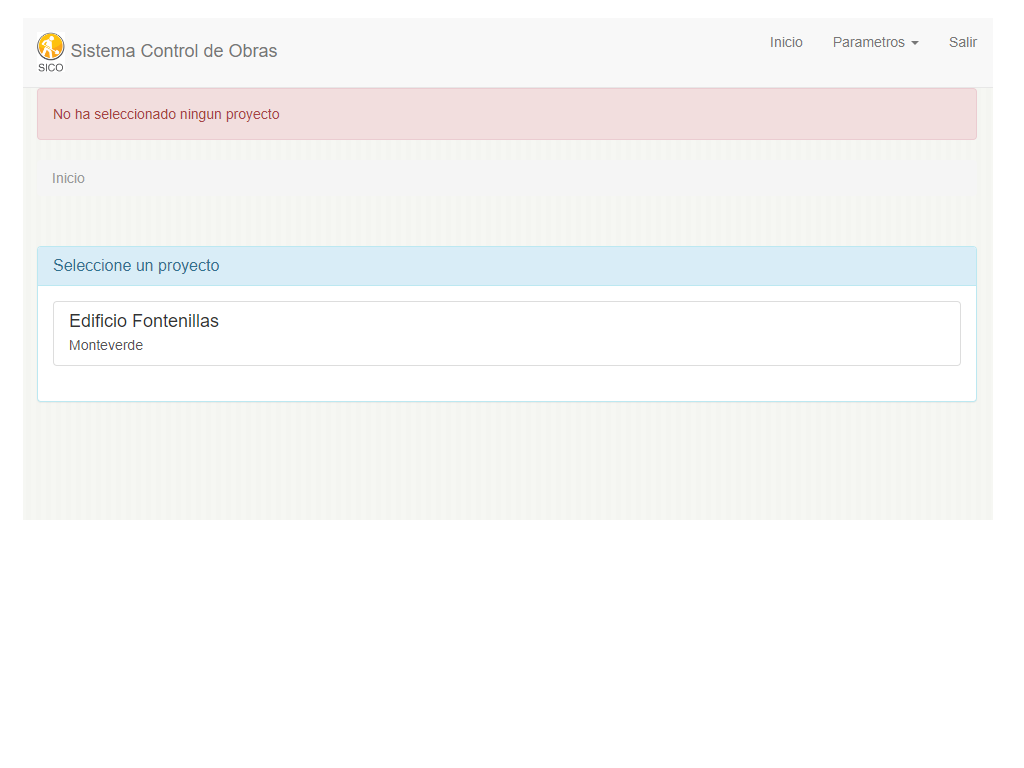 SICO
Sistema Control de Obras
Inicio
Parametros
Salir
No ha seleccionado ningun proyecto
Inicio
Seleccione un proyecto
Edificio Fontenillas
Monteverde